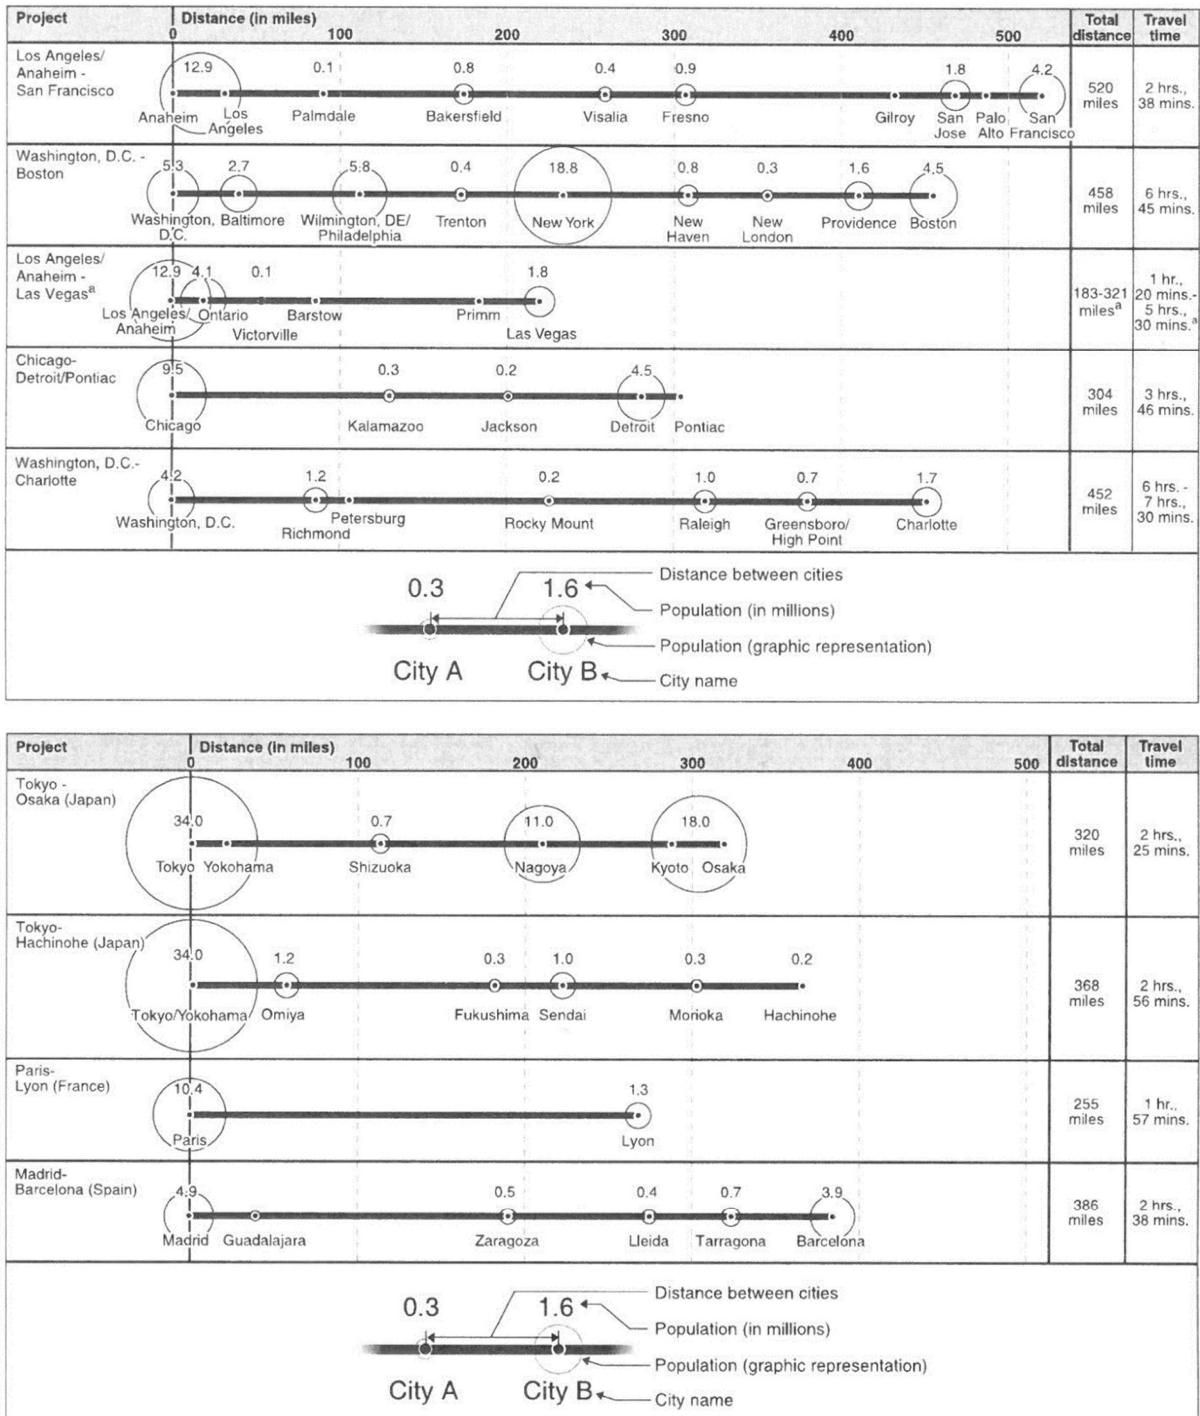 Project Distance (in miles) Total distance Travel time
0 100 200 300 400 500
Los Angeles/
Anaheim -
San Francisco
12.9 0.1 0.8 0.4 0.9 1.8 4.2
Anaheim Los Angeles Palmdale Bakersfield Visalia Fresno Gilroy San Jose Palo Alto San Francisco
520 miles
2 hrs., 38 mins.
Washington, D.C. -
Boston
5.3 2.7 5.8 0.4 18.8 0.8 0.3 1.6 4.5
Washington, D.C. Baltimore Wilmington, DE/ Philadelphia Trenton New York New Haven New London Providence Boston
458 miles
6 hrs., 45 mins.
Los Angeles/
Anaheim -
Las Vegasa
12.9 4.1 0.1 1.8
Los Angeles/ Anaheim Ontario Victorville Barstow Primm Las Vegas
183-321 milesa
1 hr., 20 mins.- 5 hrs., 30 mins.a
Chicago-
Detroit/Pontiac
9.5 0.3 0.2 4.5
Chicago Kalamazoo Jackson Detroit Pontiac
304 miles
3 hrs., 46 mins.
Washington, D.C.-
Charlotte
4.2 1.2 0.2 1.0 0.7 1.7
Washington, D.C. Richmond Petersburg Rocky Mount Raleigh Greensboro/ High Point Charlotte
452 miles
6 hrs. - 7 hrs., 30 mins.
Distance between cities
0.3 1.6
Population (in millions)
Population (graphic representation)
City A City B
City name
Project Distance (in miles) Total distance Travel time
0 100 200 300 400 500
Tokyo -
Osaka (Japan)
34.0 0.7 11.0 18.0
Tokyo Yokohama Shizuoka Nagoya Kyoto Osaka
320 miles
2 hrs., 25 mins.
Tokyo-
Hachinohe (Japan)
34.0 1.2 0.3 1.0 0.3 0.2
Tokyo/Yokohama Omiya Fukushima Sendai Morioka Hachinohe
368 miles
2 hrs., 56 mins.
Paris-
Lyon (France)
10.4 1.3
Paris Lyon
255 miles
1 hr., 57 mins.
Madrid-
Barcelona (Spain)
4.9 0.5 0.4 0.7 3.9
Madrid Guadalajara Zaragoza Lleida Tarragona Barcelona
386 miles
2 hrs., 38 mins.
Distance between cities
0.3 1.6
Population (in millions)
Population (graphic representation)
City A City B
City name